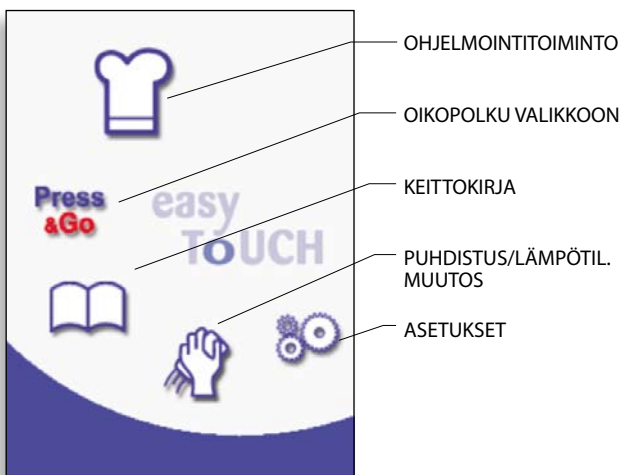 OHJELMOINTITOIMINTO
OIKOPOLKU VALIKKOON
Press
&Go
easy
ToUCH
KEITTOKIRJA
PUHDISTUS/LÄMPÖTIL.
MUUTOS
ASETUKSET